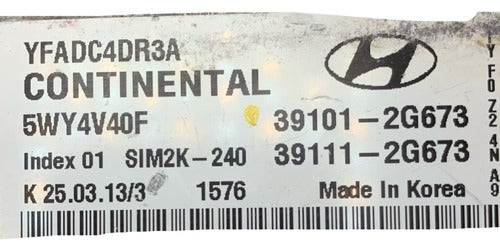 YFADC4DR3A
CONTINENTAL
5WY4V40F 39101-2G673
Index 01 SIM2K-240 39111-2G673
K 25.03.13/3 1576 Made In Korea